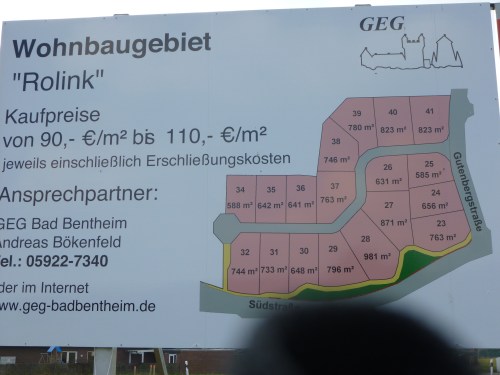 Wohnbaugebiet
"Rolink"
Kaufpreise
von 90,- €/m² bis 110,- €/m²
jeweils einschließlich Erschließungskosten
Ansprechpartner:
GEG Bad Bentheim
Andreas Bökenfeld
Tel.: 05922-7340
oder im Internet
www.geg-badbentheim.de
GEG
39
780 m²
40
823 m²
41
823 m²
38
746 m²
34
588 m²
35
642 m²
36
641 m²
37
763 m²
26
631 m²
25
585 m²
24
656 m²
27
871 m²
23
763 m²
32
744 m²
31
733 m²
30
648 m²
29
796 m²
28
981 m²
Gutenbergstraße
Südstraße